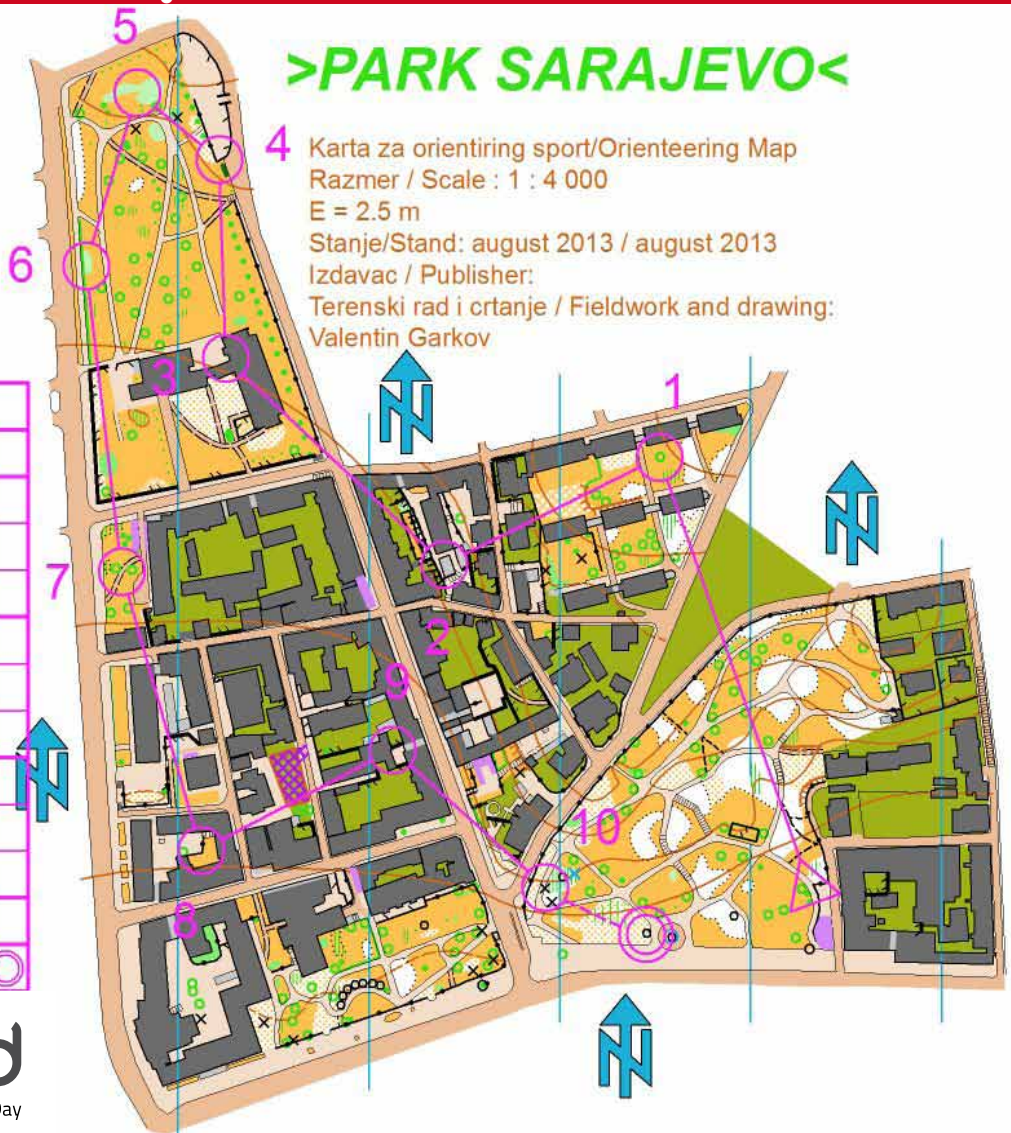 >PARK SARAJEVO<
Karta za orientiring sport/Orienteering Map
Razmer / Scale : 1 : 4 000
E = 2.5 m
Stanje/Stand: august 2013 / august 2013
Izdavac / Publisher:
Terenski rad i crtanje / Fieldwork and drawing:
Valentin Garkov
5
4
6
3
1
7
2
9
10
8
N
N
N
N
d
Day